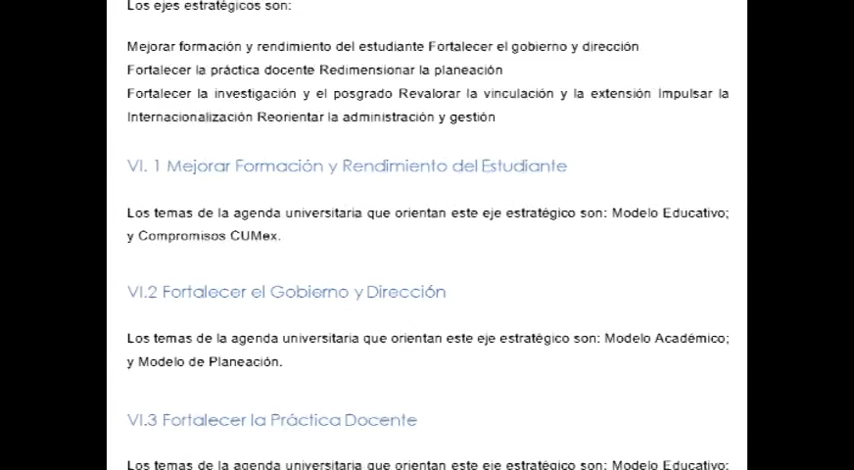 Los ejes estratégicos son:
Mejorar formación y rendimiento del estudiante Fortalecer el gobierno y dirección
Fortalecer la práctica docente Redimensionar la planeación
Fortalecer la investigación y el posgrado Revalorar la vinculación y la extensión Impulsar la
Internacionalización Reorientar la administración y gestión
VI. 1 Mejorar Formación y Rendimiento del Estudiante
Los temas de la agenda universitaria que orientan este eje estratégico son: Modelo Educativo;
y Compromisos CUMex.
VI.2 Fortalecer el Gobierno y Dirección
Los temas de la agenda universitaria que orientan este eje estratégico son: Modelo Académico;
y Modelo de Planeación.
VI.3 Fortalecer la Práctica Docente
Los temas de la agenda universitaria que orientan este eje estratégico son: Modelo Educativo;